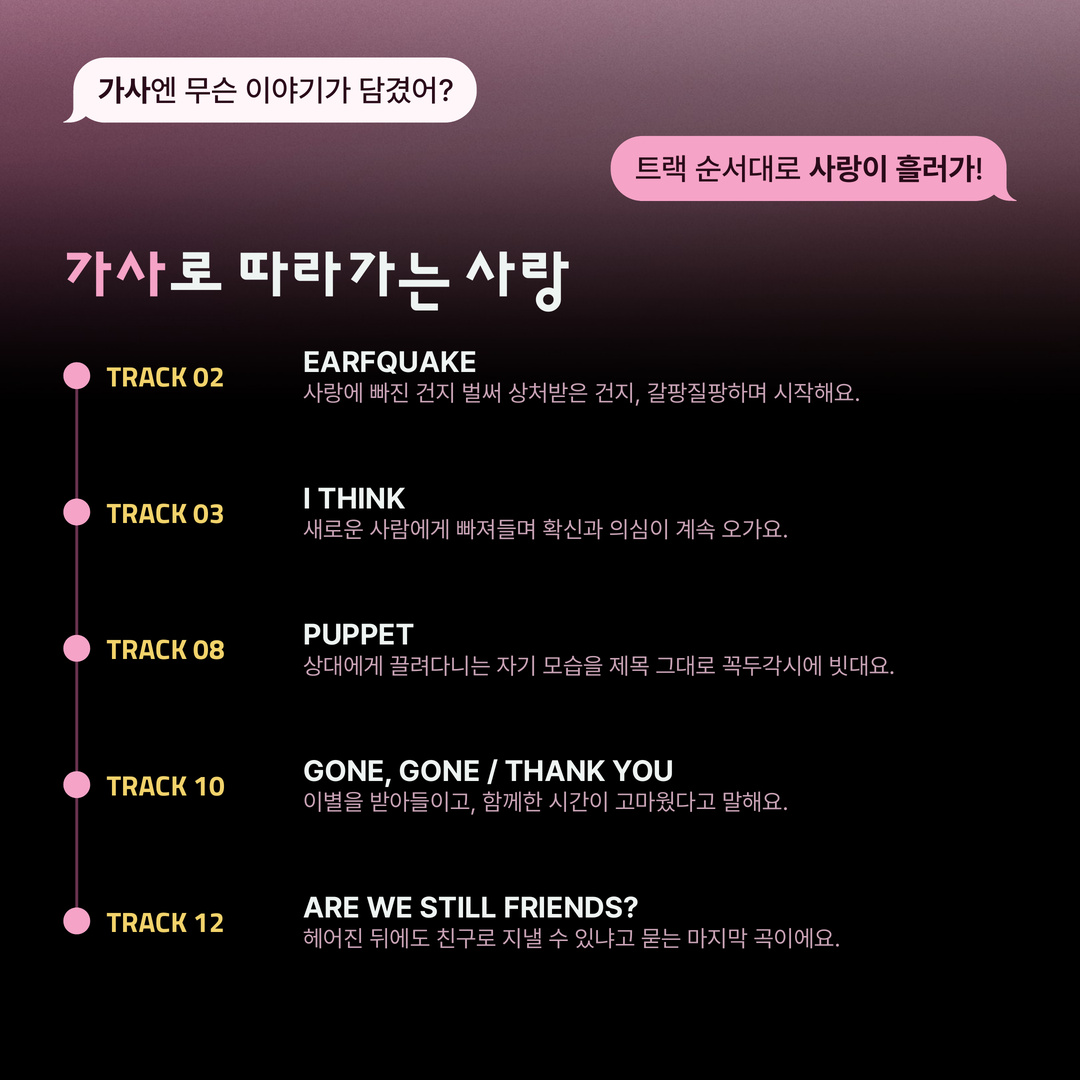 가사엔 무슨 이야기가 담겼어?
트랙 순서대로 사랑이 흘러가!
가사로 따라가는 사랑
TRACK 02
EARFQUAKE
사랑에 빠진 건지 벌써 상처받은 건지, 갈팡질팡하며 시작해요.
TRACK 03
I THINK
새로운 사람에게 빠져들며 확신과 의심이 계속 오가요.
TRACK 08
PUPPET
상대에게 끌려다니는 자기 모습을 제목 그대로 꼭두각시에 빗대요.
TRACK 10
GONE, GONE / THANK YOU
이별을 받아들이고, 함께한 시간이 고마웠다고 말해요.
TRACK 12
ARE WE STILL FRIENDS?
헤어진 뒤에도 친구로 지낼 수 있냐고 묻는 마지막 곡이에요.